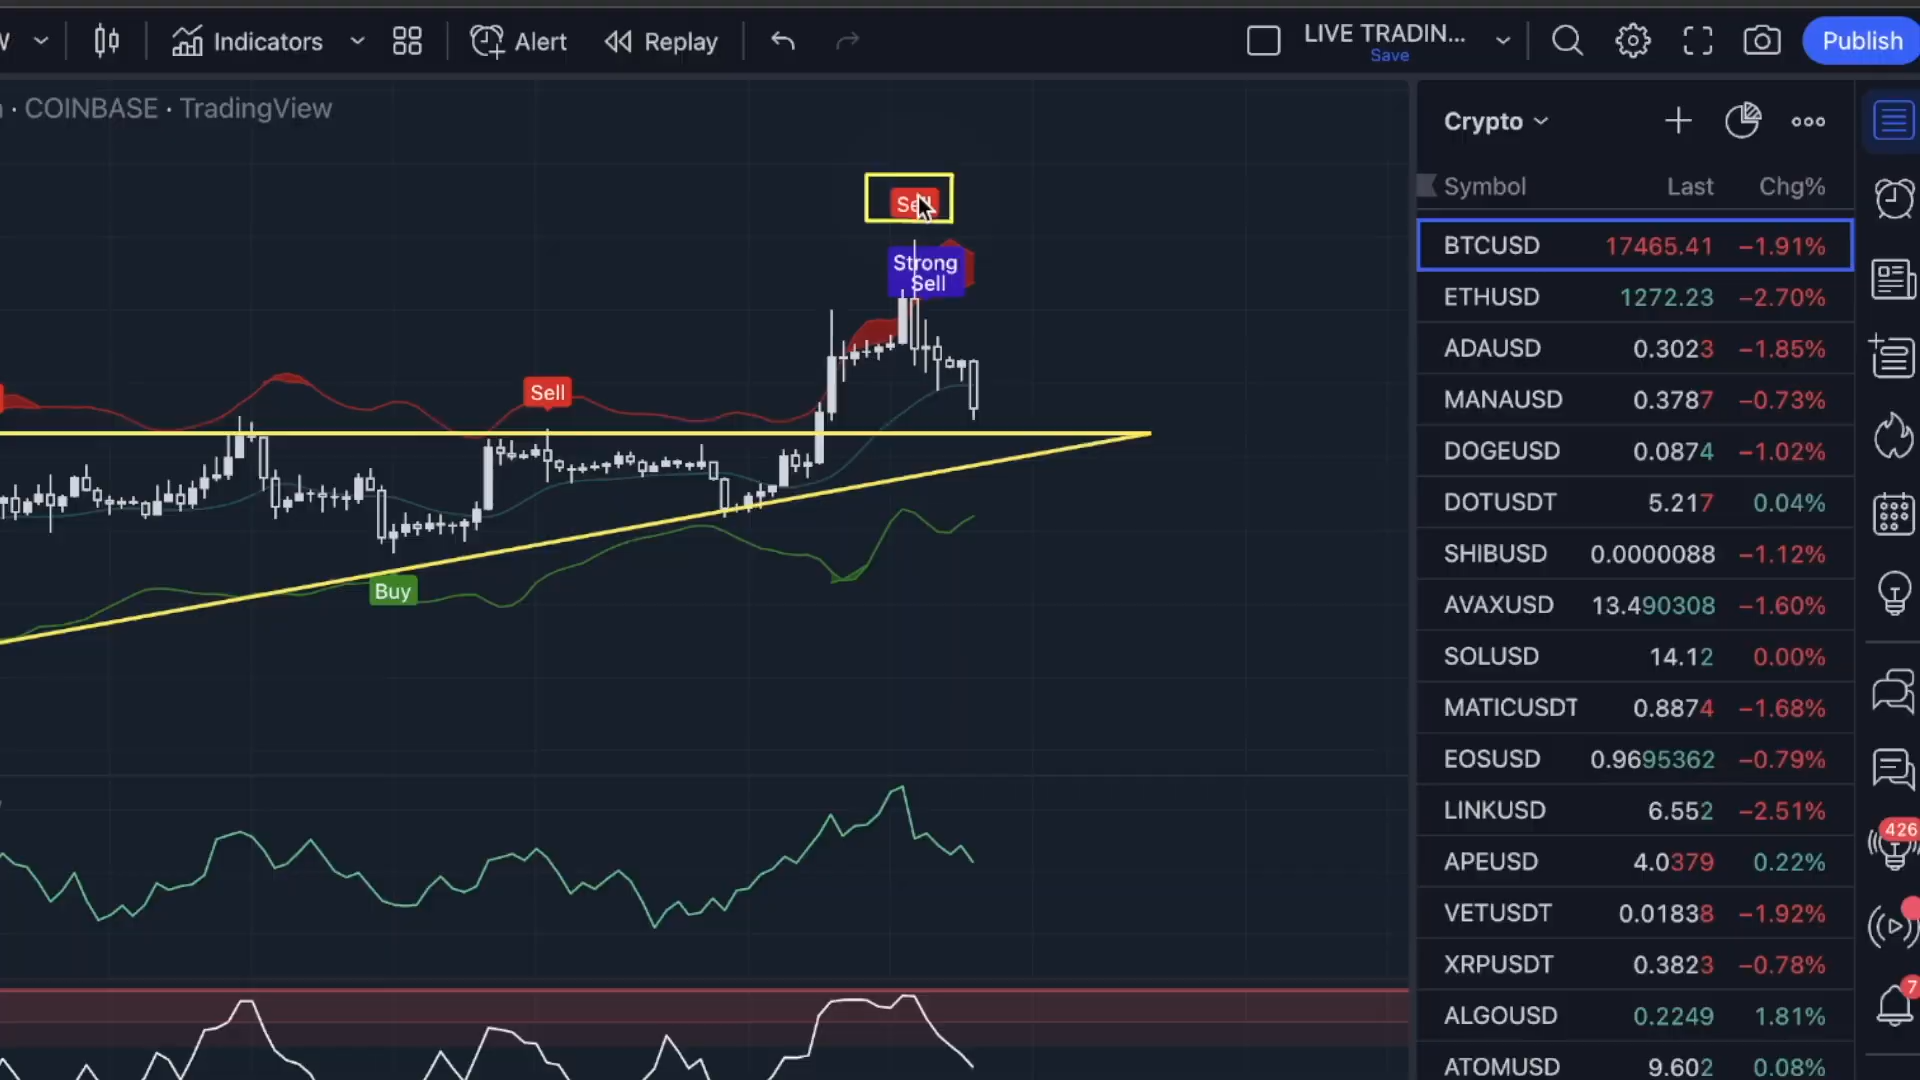 Indicators
Alert
Replay
LIVE TRADIN...
Save
Publish
· COINBASE · TradingView
Crypto
Symbol Last Chg%
BTCUSD 17465.41 −1.91%
ETHUSD 1272.23 −2.70%
ADAUSD 0.3023 −1.85%
MANAUSD 0.3787 −0.73%
DOGEUSD 0.0874 −1.02%
DOTUSDT 5.217 0.04%
SHIBUSD 0.0000088 −1.12%
AVAXUSD 13.490308 −1.60%
SOLUSD 14.12 0.00%
MATICUSDT 0.8874 −1.68%
EOSUSD 0.9695362 −0.79%
LINKUSD 6.552 −2.51%
APEUSD 4.0379 0.22%
VETUSDT 0.01838 −1.92%
XRPUSDT 0.3823 −0.78%
ALGOUSD 0.2249 1.81%
ATOMUSD 9.602 0.08%
Sell
Strong
Sell
Sell
Buy
426
7